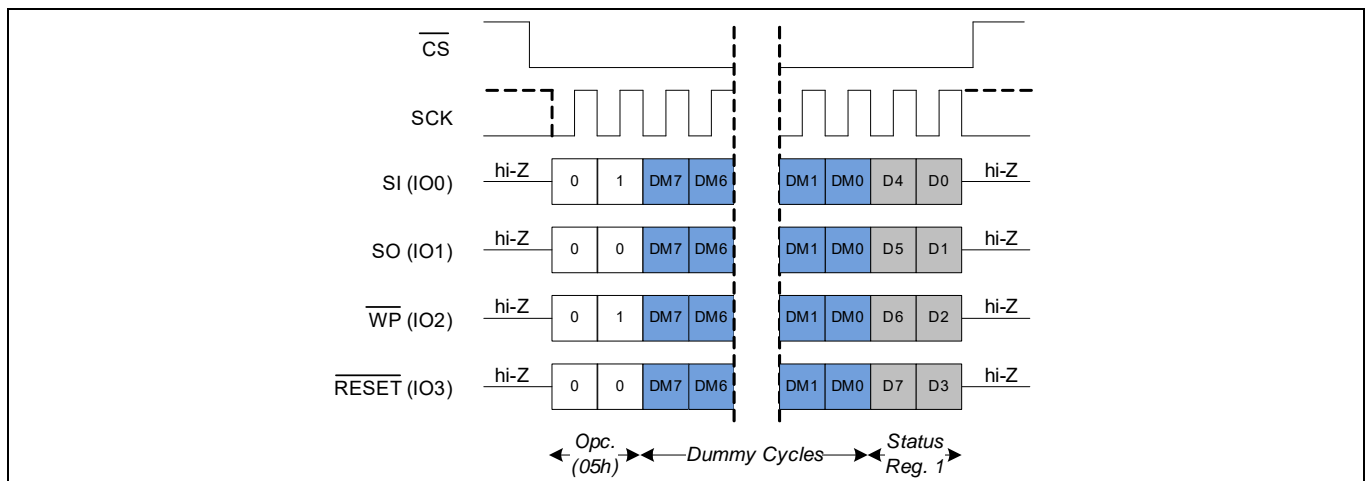 CS
SCK
SI (IO0) hi-Z 0 1 DM7 DM6 DM1 DM0 D4 D0 hi-Z
SO (IO1) hi-Z 0 0 DM7 DM6 DM1 DM0 D5 D1 hi-Z
WP (IO2) hi-Z 0 1 DM7 DM6 DM1 DM0 D6 D2 hi-Z
RESET (IO3) hi-Z 0 0 DM7 DM6 DM1 DM0 D7 D3 hi-Z
Opc.
(05h)
Dummy Cycles
Status
Reg. 1